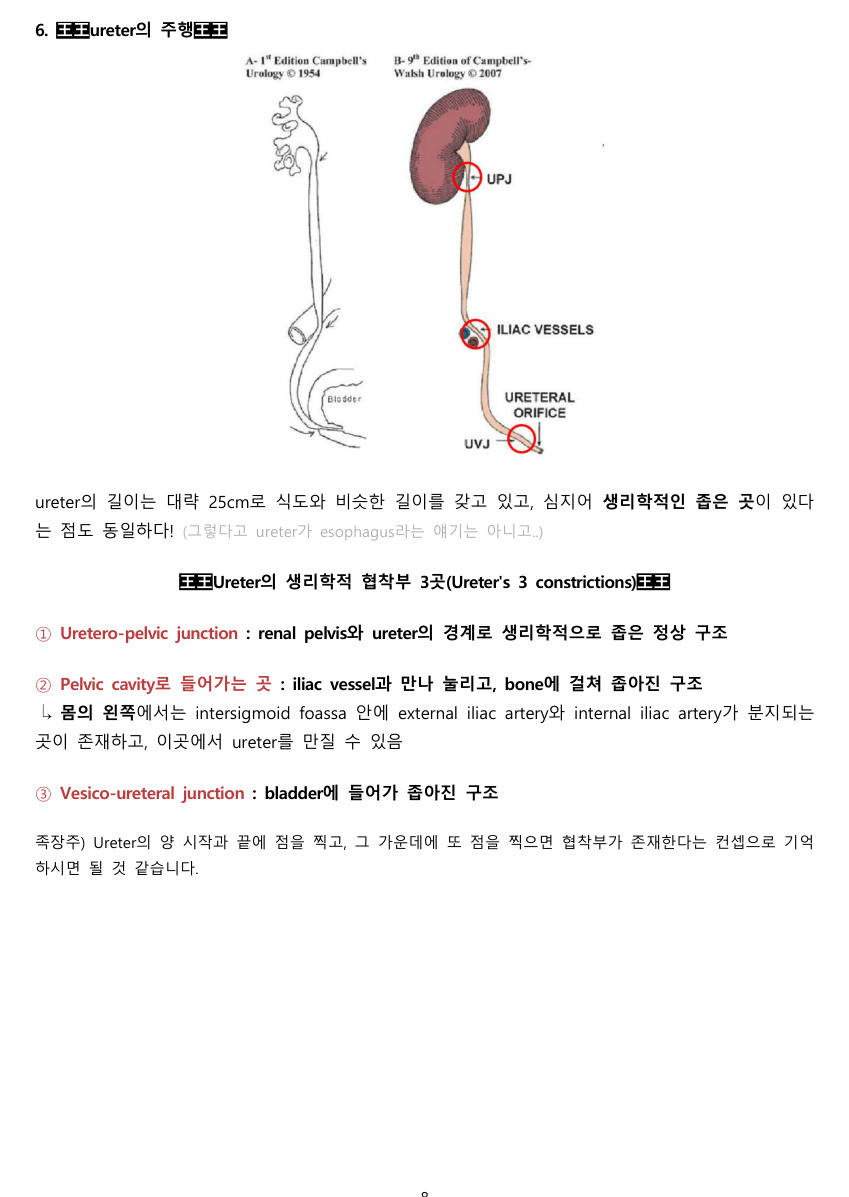 6. 王王ureter의 주행王王
A- 1st Edition Campbell's
Urology © 1954
B- 9th Edition of Campbell's-
Walsh Urology © 2007
UPJ
ILIAC VESSELS
Bladder
URETERAL
ORIFICE
UVJ
ureter의 길이는 대략 25cm로 식도와 비슷한 길이를 갖고 있고, 심지어 생리학적인 좁은 곳이 있다
는 점도 동일하다! (그렇다고 ureter가 esophagus라는 얘기는 아니고..)
王王Ureter의 생리학적 협착부 3곳(Ureter's 3 constrictions)王王
① Uretero-pelvic junction : renal pelvis와 ureter의 경계로 생리학적으로 좁은 정상 구조
② Pelvic cavity로 들어가는 곳 : iliac vessel과 만나 눌리고, bone에 걸쳐 좁아진 구조
↳ 몸의 왼쪽에서는 intersigmoid foassa 안에 external iliac artery와 internal iliac artery가 분지되는
곳이 존재하고, 이곳에서 ureter를 만질 수 있음
③ Vesico-ureteral junction : bladder에 들어가 좁아진 구조
족장주) Ureter의 양 시작과 끝에 점을 찍고, 그 가운데에 또 점을 찍으면 협착부가 존재한다는 컨셉으로 기억
하시면 될 것 같습니다.
8